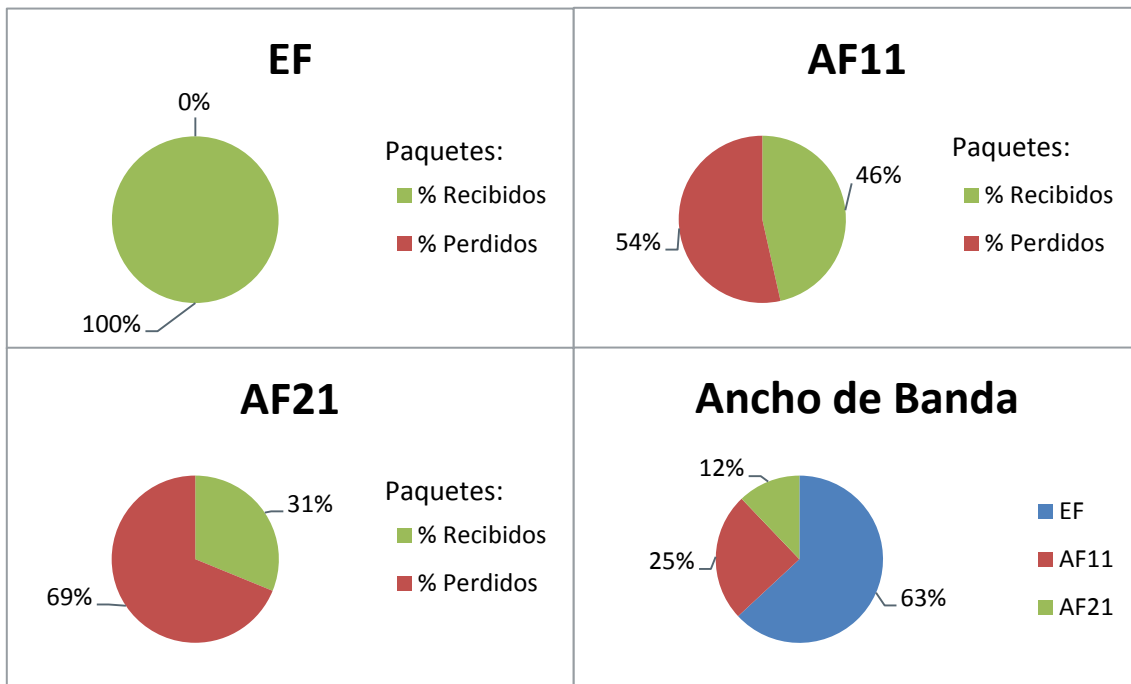 EF
0%
Paquetes:
% Recibidos
% Perdidos
100%
AF11
Paquetes:
46%
% Recibidos
54%
% Perdidos
AF21
Paquetes:
31%
% Recibidos
69%
% Perdidos
Ancho de Banda
12%
EF
25%
AF11
63%
AF21